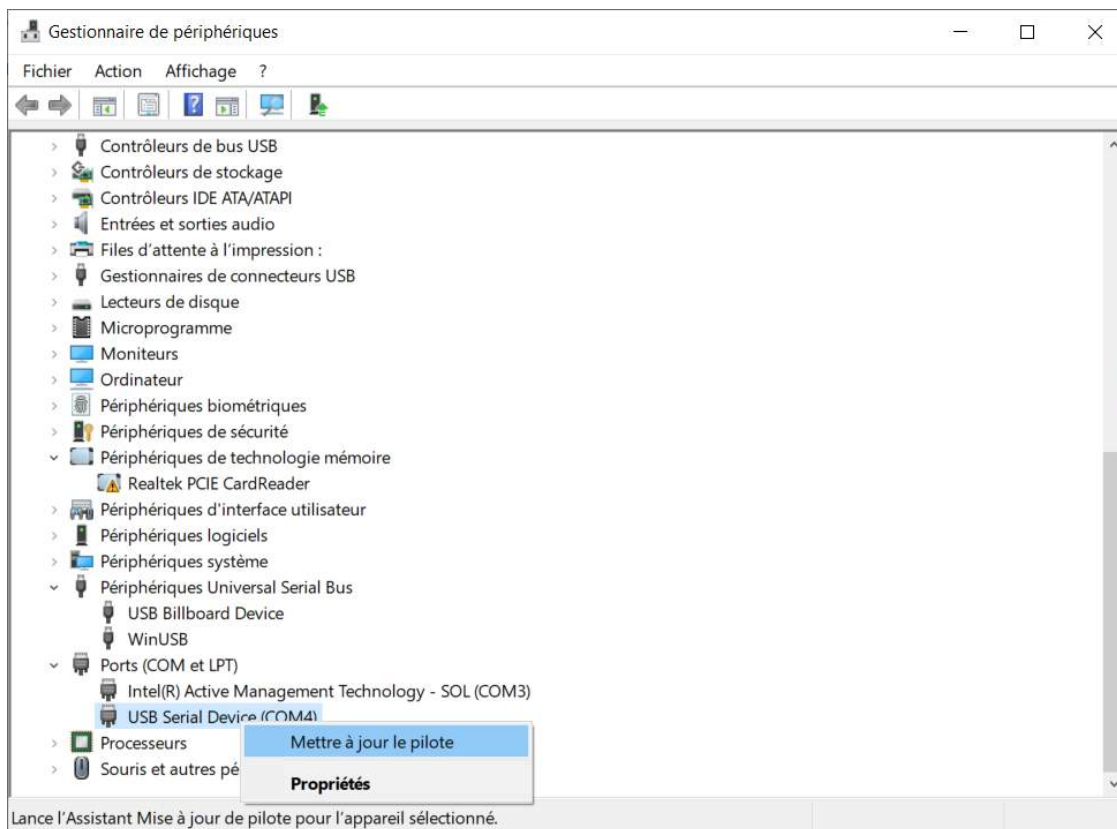 Gestionnaire de périphériques
Fichier Action Affichage ?
Contrôleurs de bus USB
Contrôleurs de stockage
Contrôleurs IDE ATA/ATAPI
Entrées et sorties audio
Files d'attente à l'impression :
Gestionnaires de connecteurs USB
Lecteurs de disque
Microprogramme
Moniteurs
Ordinateur
Périphériques biométriques
Périphériques de sécurité
Périphériques de technologie mémoire
Realtek PCIE CardReader
Périphériques d'interface utilisateur
Périphériques logiciels
Périphériques système
Périphériques Universal Serial Bus
USB Billboard Device
WinUSB
Ports (COM et LPT)
Intel(R) Active Management Technology - SOL (COM3)
USB Serial Device (COM4)
Processeurs
Mettre à jour le pilote
Souris et autres pé
Propriétés
Lance l'Assistant Mise à jour de pilote pour l'appareil sélectionné.